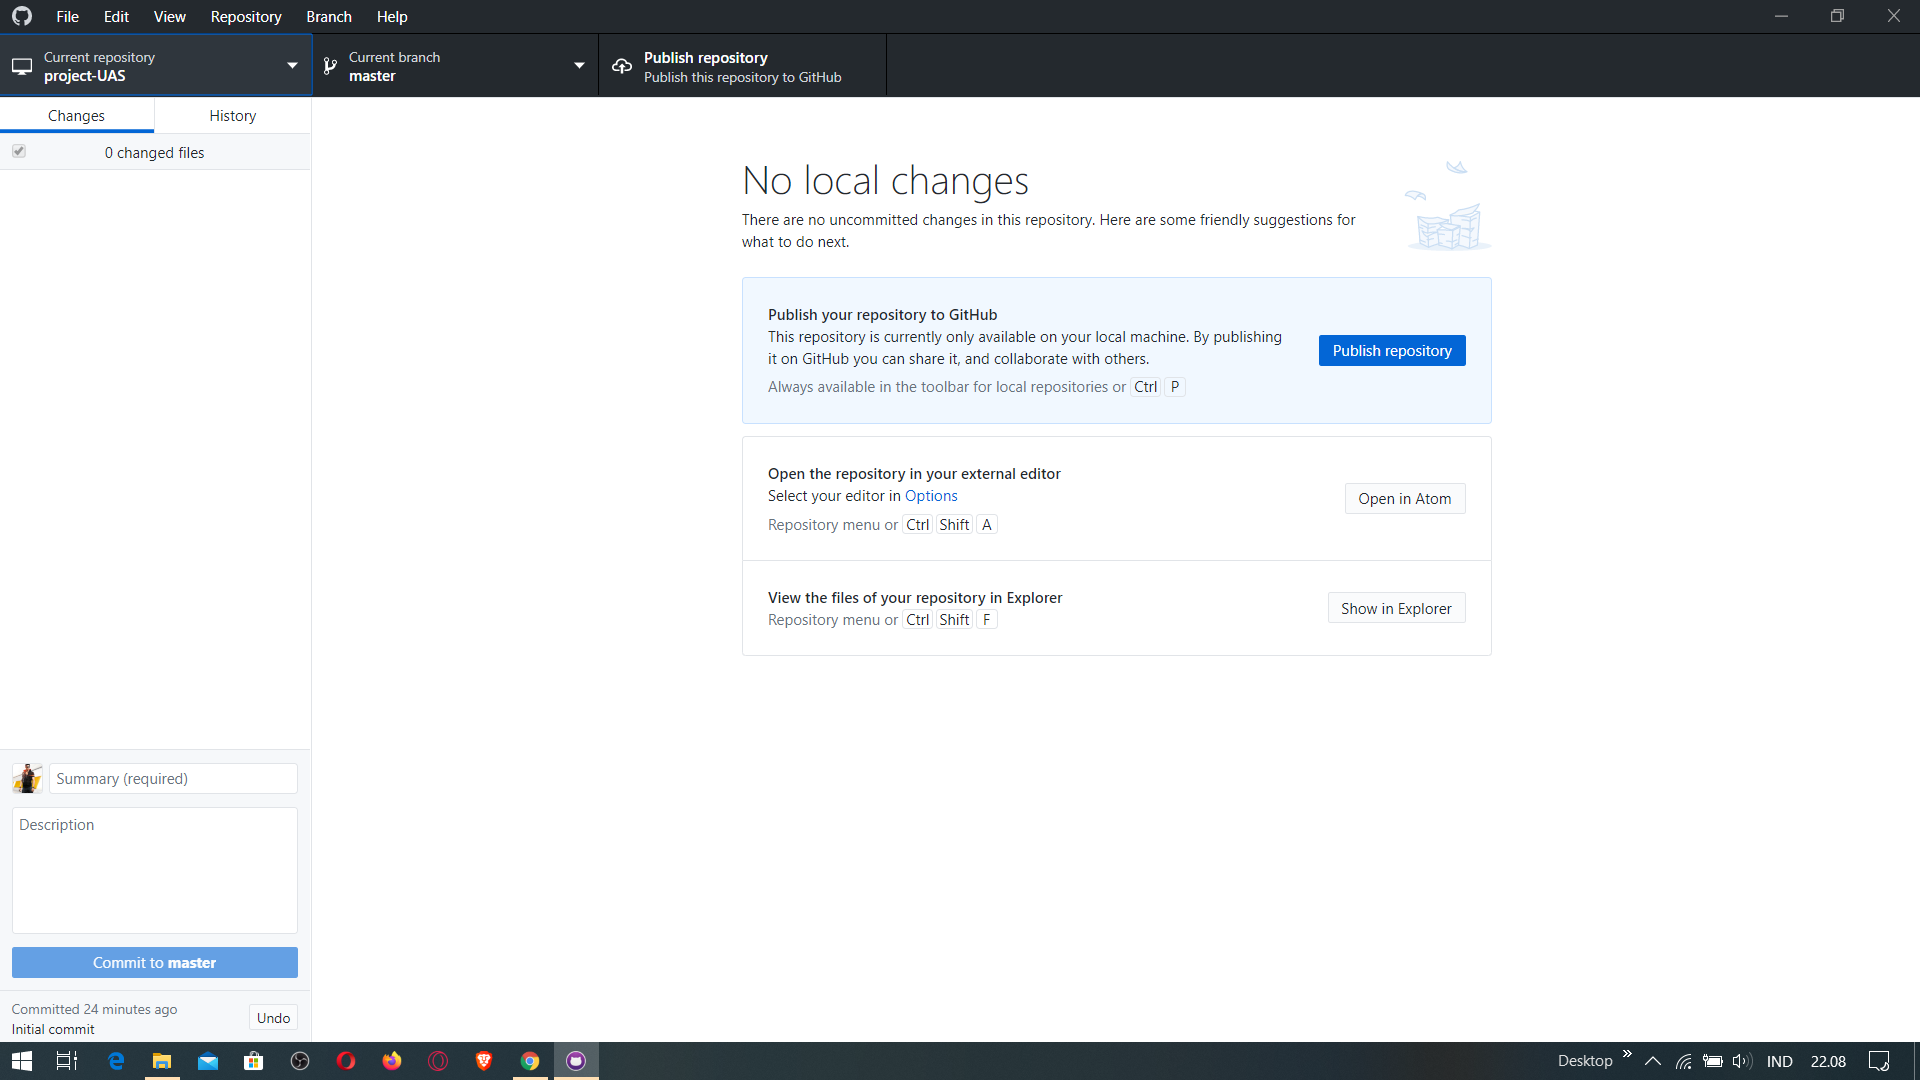 File Edit View Repository Branch Help
Current repository
project-UAS
Current branch
master
Publish repository
Publish this repository to GitHub
Changes History
0 changed files
No local changes
There are no uncommitted changes in this repository. Here are some friendly suggestions for
what to do next.
Publish your repository to GitHub
This repository is currently only available on your local machine. By publishing
it on GitHub you can share it, and collaborate with others.
Always available in the toolbar for local repositories or Ctrl P
Publish repository
Open the repository in your external editor
Select your editor in Options
Repository menu or Ctrl Shift A
Open in Atom
View the files of your repository in Explorer
Repository menu or Ctrl Shift F
Show in Explorer
Summary (required)
Description
Commit to master
Committed 24 minutes ago
Initial commit
Undo
Desktop » IND 22.08